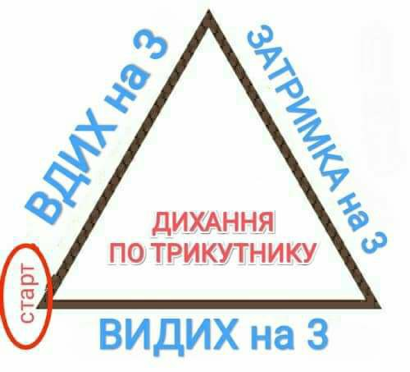 ВДИХ на 3
ЗАТРИМКА на 3
ДИХАННЯ
ПО ТРИКУТНИКУ
старт
ВИДИХ на 3